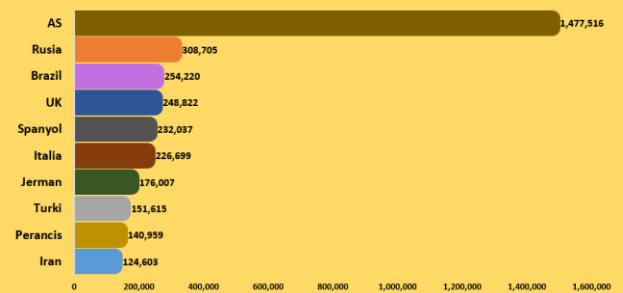 AS 1,477,516
Rusia 308,705
Brazil 254,220
UK 248,822
Spanyol 232,037
Italia 226,699
Jerman 176,007
Turki 151,615
Perancis 140,959
Iran 124,603
0 200,000 400,000 600,000 800,000 1,000,000 1,200,000 1,400,000 1,600,000